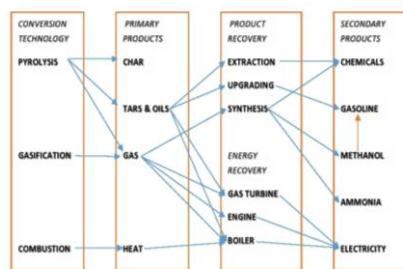 CONVERSION
TECHNOLOGY
PYROLYSIS
GASIFICATION
COMBUSTION
PRIMARY
PRODUCTS
CHAR
TARS & OILS
GAS
HEAT
PRODUCT
RECOVERY
EXTRACTION
UPGRADING
SYNTHESIS
ENERGY
RECOVERY
GAS TURBINE
ENGINE
BOILER
SECONDARY
PRODUCTS
CHEMICALS
GASOLINE
METHANOL
AMMONIA
ELECTRICITY